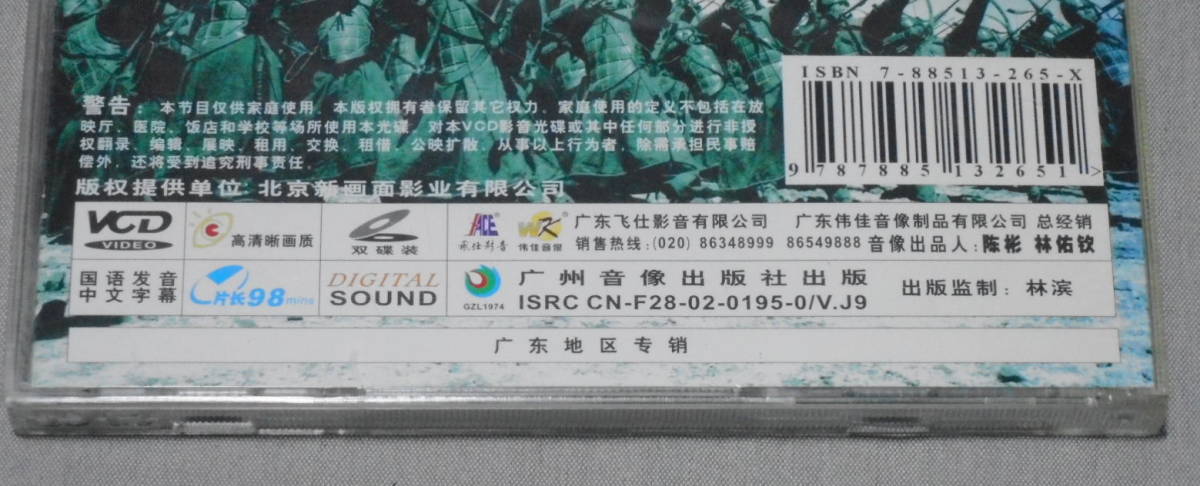 ISBN 7-88513-265-X
9 787885 132651 >
警告：本节目仅供家庭使用．本版权拥有者保留其它权力．家庭使用的定义不包括在放
映厅、医院、饭店和学校等场所使用本光碟．对本VCD影音光碟或其中任何部分进行非授
权翻录、编辑、展映、租用、交换、租借、公映扩散、从事以上行为者，除需承担民事赔
偿外，还将受到追究刑事责任．
版权提供单位：北京新画面影业有限公司
VCD
VIDEO
高清晰画质
双碟装
ACE
WK
伟佳音像
广东飞仕影音有限公司 广东伟佳音像制品有限公司 总经销
销售热线：(020) 86348999 86549888 音像出品人：陈彬 林佑钦
国语发音
中文字幕
片长98mins
DIGITAL
SOUND
GZL1974
广州音像出版社出版
ISRC CN-F28-02-0195-0/V.J9
出版监制：林滨
广东地区专销